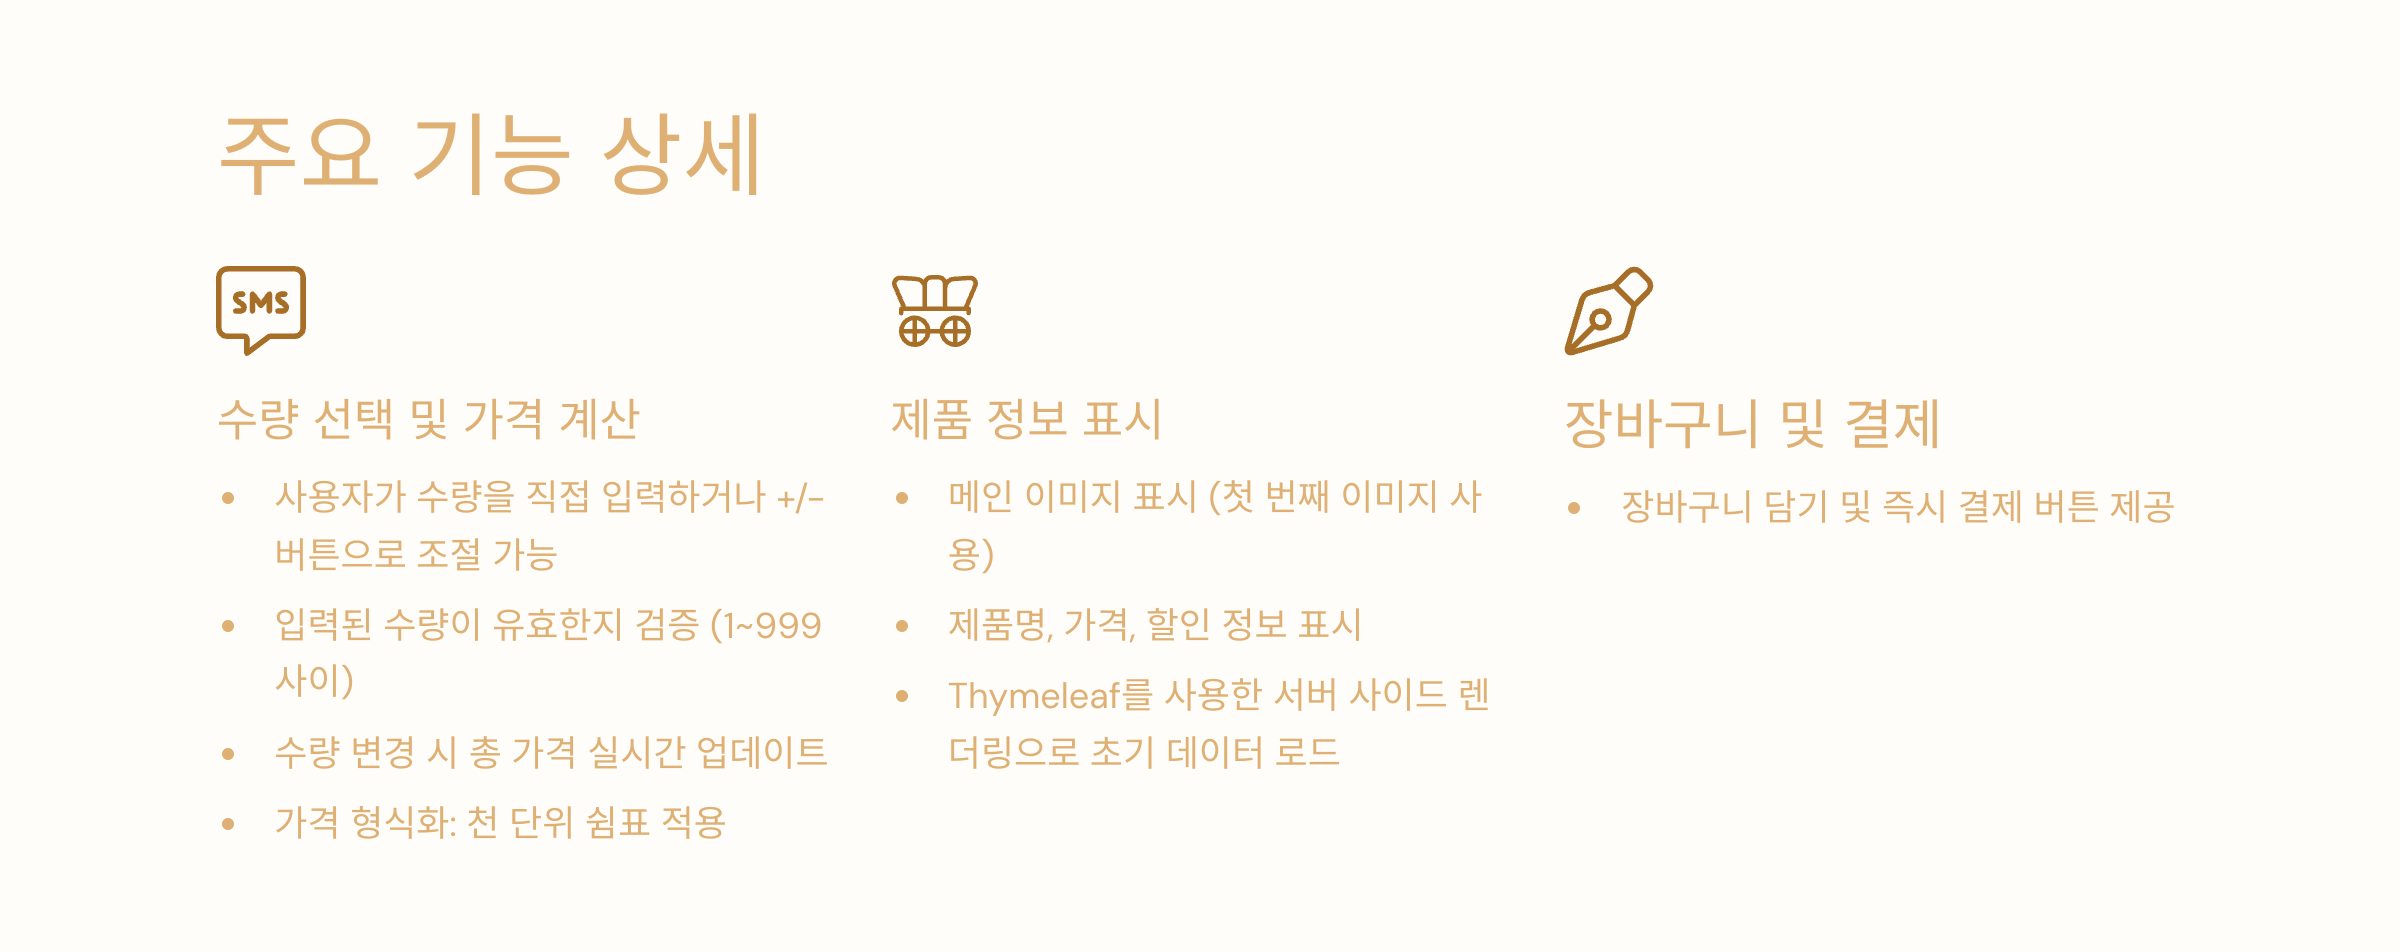 주요 기능 상세
SMS
수량 선택 및 가격 계산
사용자가 수량을 직접 입력하거나 +/-
버튼으로 조절 가능
입력된 수량이 유효한지 검증 (1~999
사이)
수량 변경 시 총 가격 실시간 업데이트
가격 형식화: 천 단위 쉼표 적용
제품 정보 표시
메인 이미지 표시 (첫 번째 이미지 사
용)
제품명, 가격, 할인 정보 표시
Thymeleaf를 사용한 서버 사이드 렌
더링으로 초기 데이터 로드
장바구니 및 결제
장바구니 담기 및 즉시 결제 버튼 제공